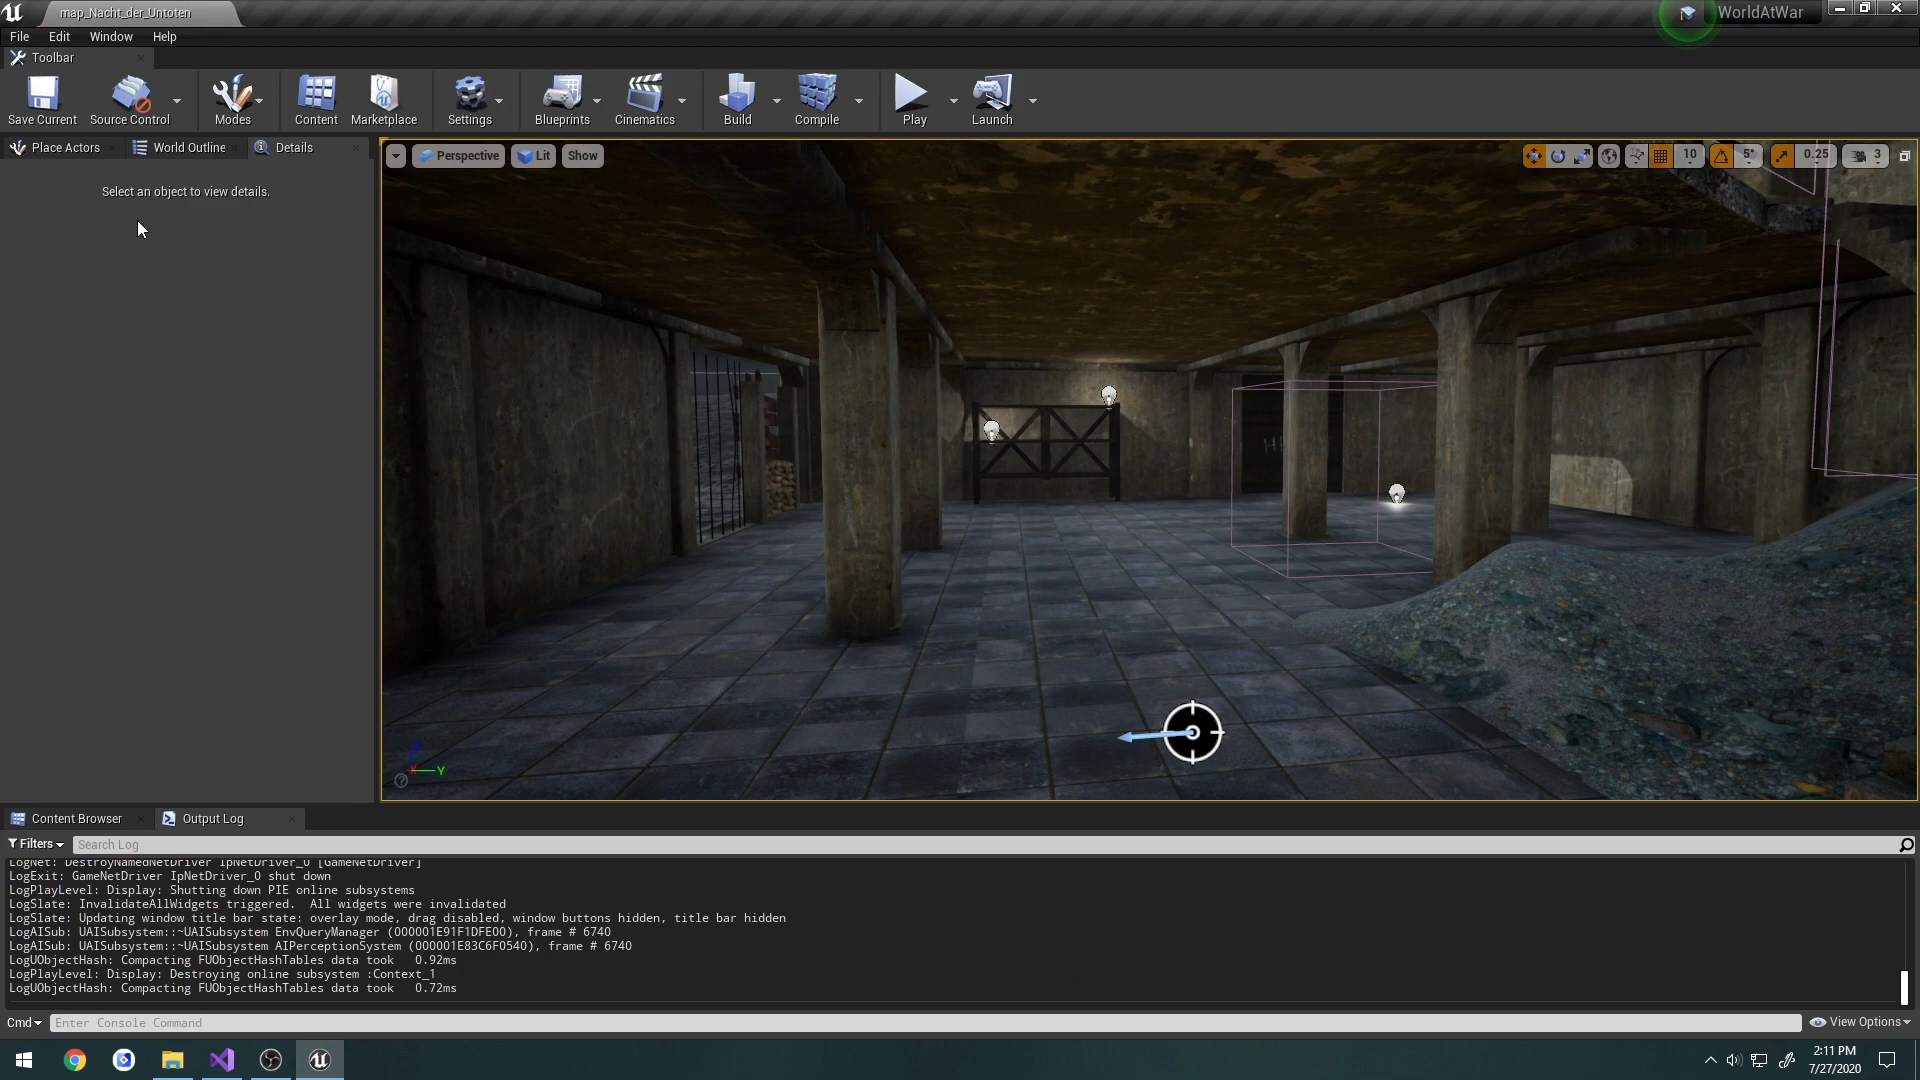 map_Nacht_der_Untoten
WorldAtWar
File Edit Window Help
Toolbar
Save Current Source Control Modes Content Marketplace Settings Blueprints Cinematics Build Compile Play Launch
Place Actors World Outline Details
Select an object to view details.
Perspective Lit Show
10 5° 0.25 3
Z
X Y
Content Browser Output Log
Filters Search Log
LogNet: DestroyNamedNetDriver IpNetDriver_0 [GameNetDriver]
LogExit: GameNetDriver IpNetDriver_0 shut down
LogPlayLevel: Display: Shutting down PIE online subsystems
LogSlate: InvalidateAllWidgets triggered.  All widgets were invalidated
LogSlate: Updating window title bar state: overlay mode, drag disabled, window buttons hidden, title bar hidden
LogAISub: UAISubsystem::~UAISubsystem EnvQueryManager (000001E91F1DFE00), frame # 6740
LogAISub: UAISubsystem::~UAISubsystem AIPerceptionSystem (000001E83C6F0540), frame # 6740
LogUObjectHash: Compacting FUObjectHashTables data took   0.92ms
LogPlayLevel: Display: Destroying online subsystem :Context_1
LogUObjectHash: Compacting FUObjectHashTables data took   0.72ms
Cmd Enter Console Command View Options
2:11 PM
7/27/2020